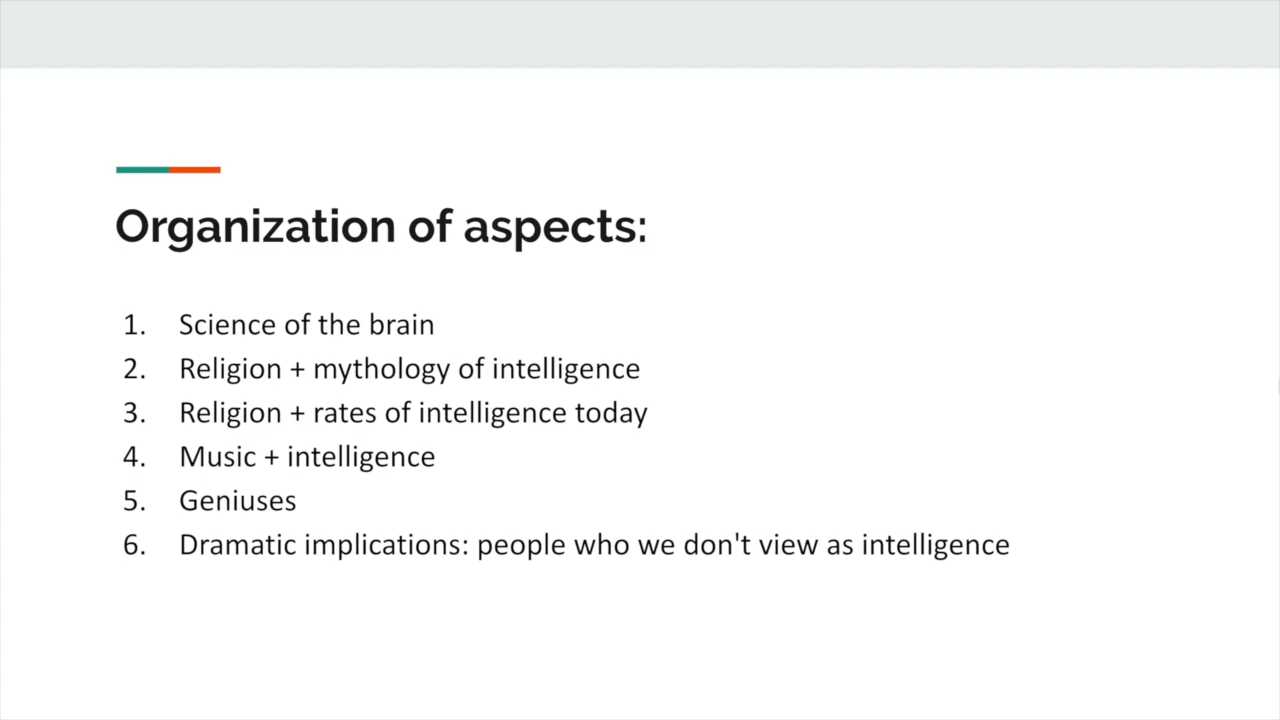 Organization of aspects:
1. Science of the brain
2. Religion + mythology of intelligence
3. Religion + rates of intelligence today
4. Music + intelligence
5. Geniuses
6. Dramatic implications: people who we don't view as intelligence